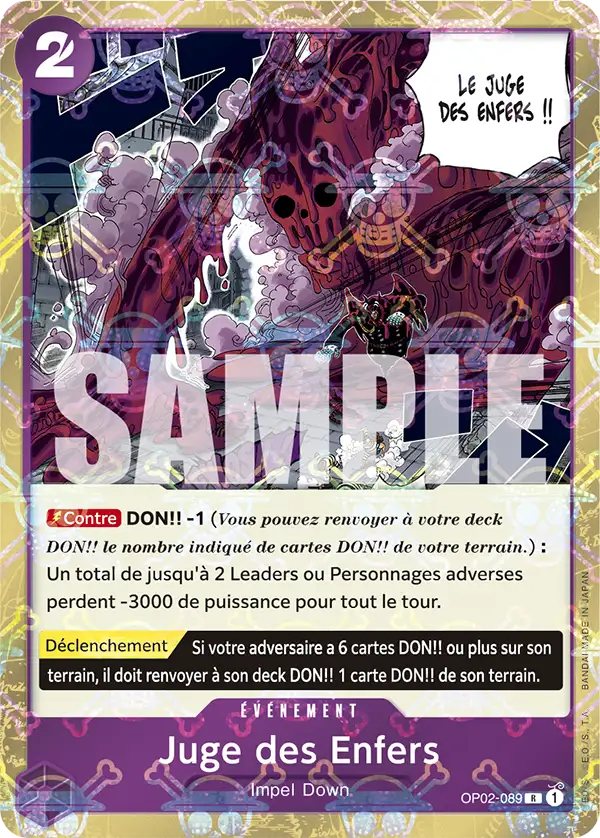 2
LE JUGE
DES ENFERS !!
SAMPLE
Contre DON!! -1 (Vous pouvez renvoyer à votre deck
DON!! le nombre indiqué de cartes DON!! de votre terrain.) :
Un total de jusqu'à 2 Leaders ou Personnages adverses
perdent -3000 de puissance pour tout le tour.
Déclenchement Si votre adversaire a 6 cartes DON!! ou plus sur son
terrain, il doit renvoyer à son deck DON!! 1 carte DON!! de son terrain.
ÉVÉNEMENT
Juge des Enfers
Impel Down
OP02-089 R 1
©E.O./S., T.A. BANDAI MADE IN JAPAN